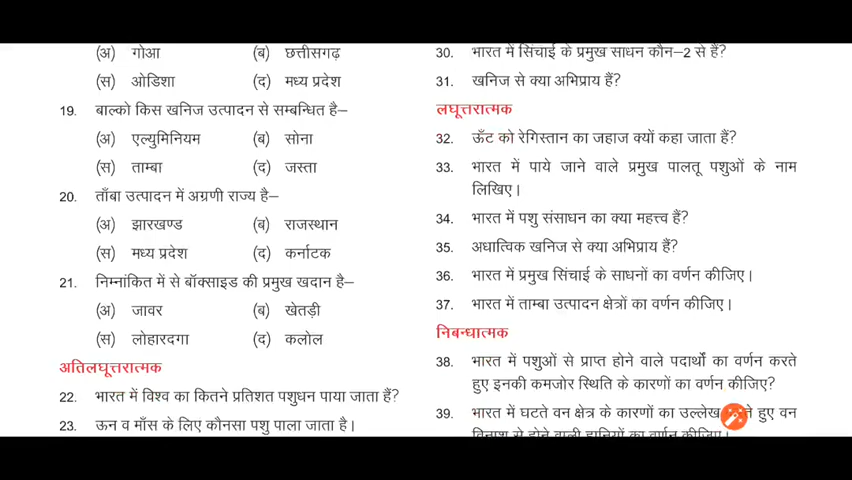 (अ) गोआ (ब) छत्तीसगढ़
(स) ओडिशा (द) मध्य प्रदेश
19. बाल्को किस खनिज उत्पादन से सम्बन्धित है–
(अ) एल्युमिनियम (ब) सोना
(स) ताम्बा (द) जस्ता
20. ताँबा उत्पादन में अग्रणी राज्य है–
(अ) झारखण्ड (ब) राजस्थान
(स) मध्य प्रदेश (द) कर्नाटक
21. निम्नांकित में से बॉक्साइड की प्रमुख खदान है–
(अ) जावर (ब) खेतड़ी
(स) लोहारदगा (द) कलोल
अतिलघूत्तरात्मक
22. भारत में विश्व का कितने प्रतिशत पशुधन पाया जाता हैं?
23. ऊन व माँस के लिए कौनसा पशु पाला जाता है।
30. भारत में सिंचाई के प्रमुख साधन कौन–2 से हैं?
31. खनिज से क्या अभिप्राय हैं?
लघूत्तरात्मक
32. ऊँट को रेगिस्तान का जहाज क्यों कहा जाता हैं?
33. भारत में पाये जाने वाले प्रमुख पालतू पशुओं के नाम
लिखिए।
34. भारत में पशु संसाधन का क्या महत्त्व हैं?
35. अधात्विक खनिज से क्या अभिप्राय हैं?
36. भारत में प्रमुख सिंचाई के साधनों का वर्णन कीजिए।
37. भारत में ताम्बा उत्पादन क्षेत्रों का वर्णन कीजिए।
निबन्धात्मक
38. भारत में पशुओं से प्राप्त होने वाले पदार्थों का वर्णन करते
हुए इनकी कमजोर स्थिति के कारणों का वर्णन कीजिए?
39. भारत में घटते वन क्षेत्र के कारणों का उल्लेख हुए वन
विनाश से होने वाली हानियों का वर्णन कीजिए।